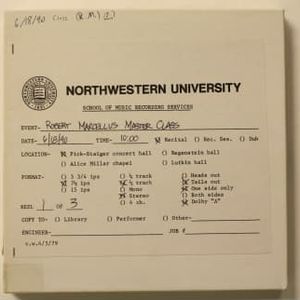 6/18/90 Class (R.M.) (2)
NORTHWESTERN UNIVERSITY
SCHOOL OF MUSIC RECORDING SERVICES
EVENT- ROBERT MARCELLUS MASTER CLASS
DATE- 6/18/90 TIME- 10:00 (X) Recital ( ) Rec. Ses. ( ) Dub
LOCATION- (X) Pick-Staiger concert hall ( ) Regenstein hall
( ) Alice Millar chapel ( ) Lutkin hall
FORMAT- ( ) 3 3/4 ips ( ) ¼ track ( ) Heads out
(X) 7½ ips (X) ½ track (X) Tails out
( ) 15 ips ( ) Mono (X) One side only
(X) Stereo ( ) Both sides
REEL 1 OF 3 ( ) 4 ch. (X) Dolby "A"
COPY TO- ( ) Library ( ) Performer ( ) Other-
ENGINEER- JOB #